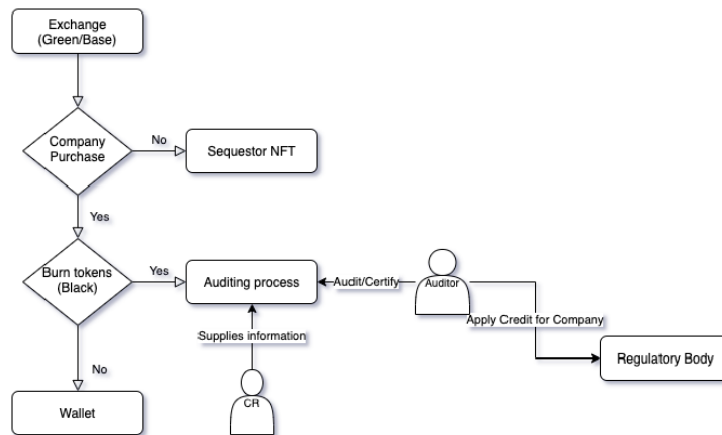 Exchange
(Green/Base)
Company
Purchase
No
Sequestor NFT
Yes
Burn tokens
(Black)
Yes
Auditing process
Audit/Certify
Auditor
Apply Credit for Company
Supplies information
Regulatory Body
No
CR
Wallet